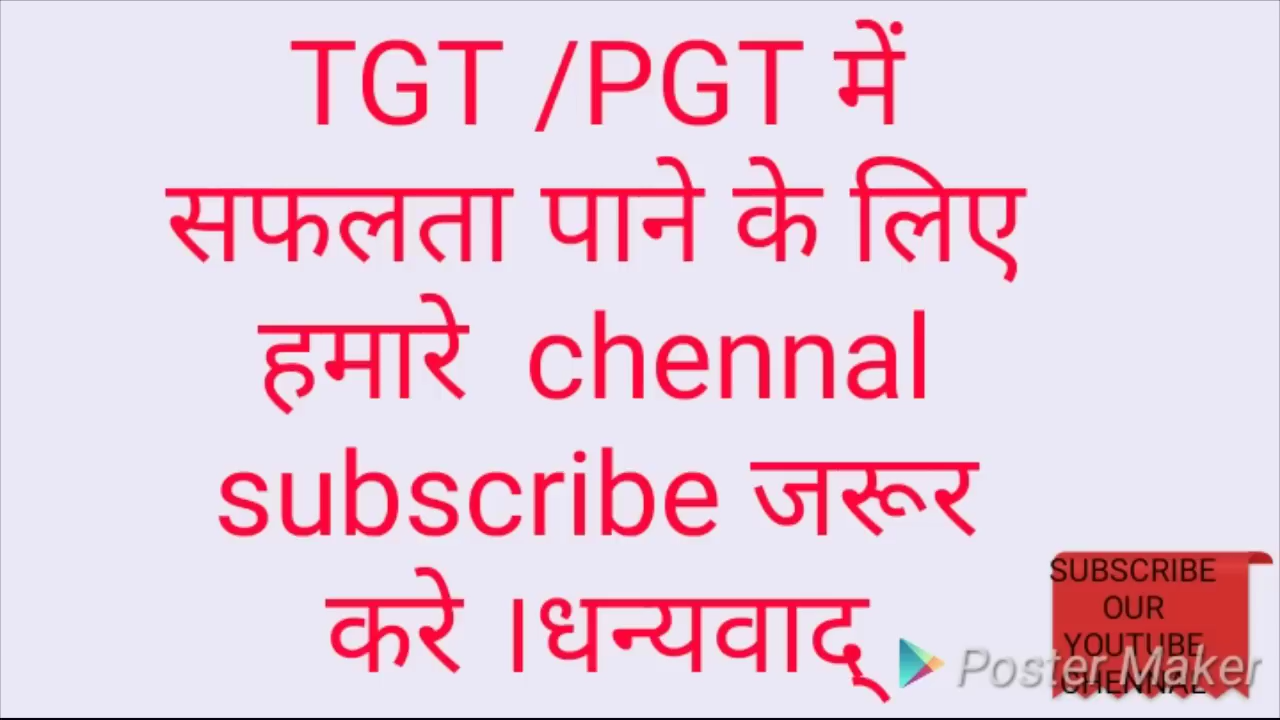 TGT /PGT में
सफलता पाने के लिए
हमारे chennal
subscribe जरूर
करे ।धन्यवाद्
SUBSCRIBE
OUR
YOUTUBE
CHENNAL
Poster Maker